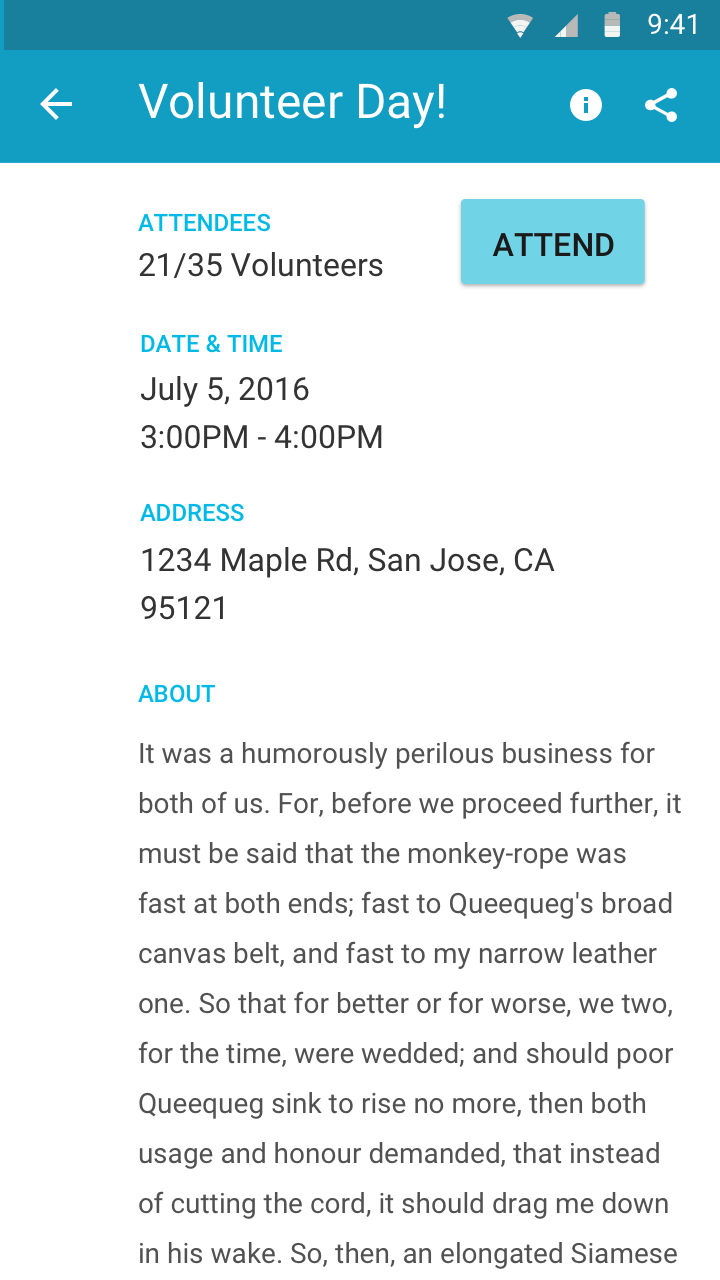 9:41
Volunteer Day!
ATTENDEES
21/35 Volunteers
ATTEND
DATE & TIME
July 5, 2016
3:00PM - 4:00PM
ADDRESS
1234 Maple Rd, San Jose, CA
95121
ABOUT
It was a humorously perilous business for
both of us. For, before we proceed further, it
must be said that the monkey-rope was
fast at both ends; fast to Queequeg's broad
canvas belt, and fast to my narrow leather
one. So that for better or for worse, we two,
for the time, were wedded; and should poor
Queequeg sink to rise no more, then both
usage and honour demanded, that instead
of cutting the cord, it should drag me down
in his wake. So, then, an elongated Siamese